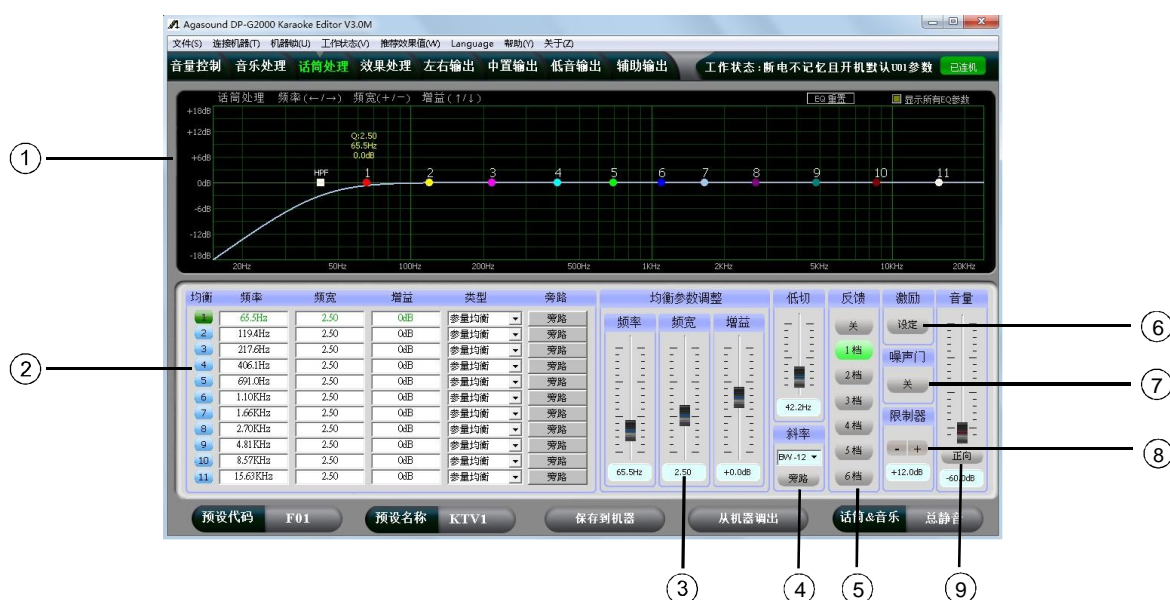 Agasound DP-G2000 Karaoke Editor V3.0M
文件(S) 连接机器(T) 机器锁(U) 工作状态(V) 推荐效果值(W) Language 帮助(Y) 关于(Z)
音量控制 音乐处理 话筒处理 效果处理 左右输出 中置输出 低音输出 辅助输出 工作状态:断电不记忆且开机默认U01参数 已连机
话筒处理 频率(←/→) 频宽(+/-) 增益(↑/↓) EQ重置 显示所有EQ参数
+18dB
+12dB
+6dB
0dB
-6dB
-12dB
-18dB
Q:2.50
65.5Hz
0.0dB
HPF 1 2 3 4 5 6 7 8 9 10 11
20Hz 50Hz 100Hz 200Hz 500Hz 1KHz 2KHz 5KHz 10KHz 20KHz
均衡 频率 频宽 增益 类型 旁路
1 65.5Hz 2.50 0dB 参量均衡 旁路
2 119.4Hz 2.50 0dB 参量均衡 旁路
3 217.6Hz 2.50 0dB 参量均衡 旁路
4 406.1Hz 2.50 0dB 参量均衡 旁路
5 691.0Hz 2.50 0dB 参量均衡 旁路
6 1.10KHz 2.50 0dB 参量均衡 旁路
7 1.66KHz 2.50 0dB 参量均衡 旁路
8 2.70KHz 2.50 0dB 参量均衡 旁路
9 4.81KHz 2.50 0dB 参量均衡 旁路
10 8.57KHz 2.50 0dB 参量均衡 旁路
11 15.63KHz 2.50 0dB 参量均衡 旁路
均衡参数调整
频率 频宽 增益
65.5Hz 2.50 +0.0dB
低切
42.2Hz
斜率
BW-12
旁路
反馈
关
1档
2档
3档
4档
5档
6档
激励
设定
噪声门
关
限制器
- +
+12.0dB
音量
正向
-60.0dB
预设代码 F01 预设名称 KTV1 保存到机器 从机器调出 话筒&音乐 总静音
①
②
③
④
⑤
⑥
⑦
⑧
⑨